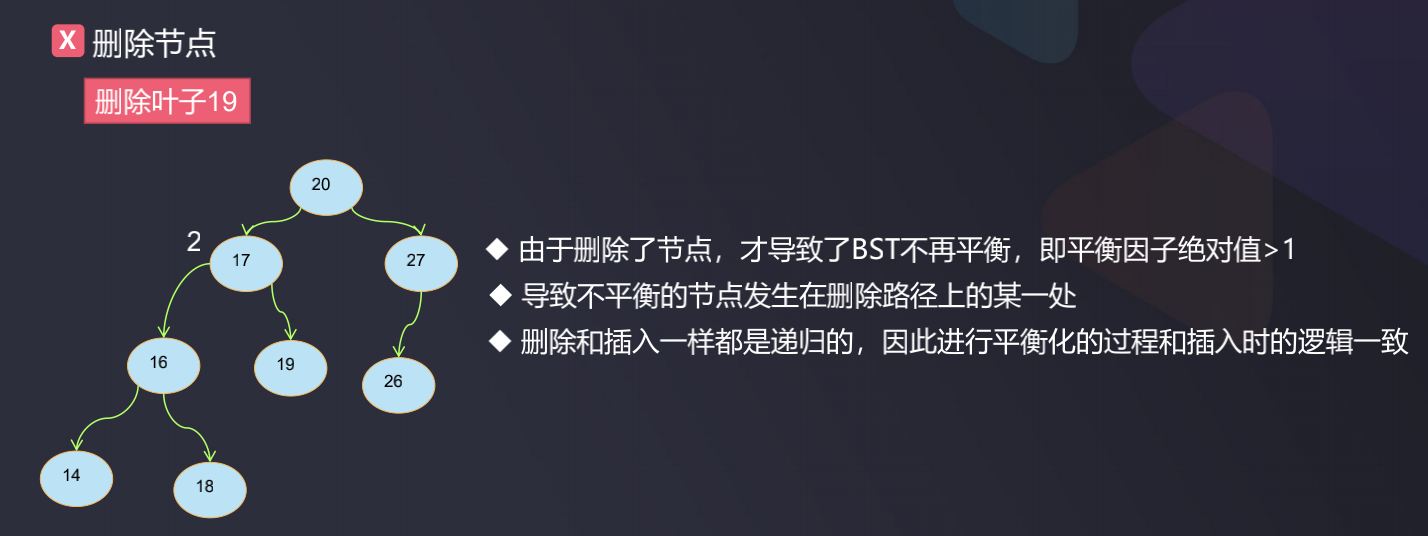 X 删除节点
删除叶子19
20
2
17
27
由于删除了节点，才导致了BST不再平衡，即平衡因子绝对值>1
导致不平衡的节点发生在删除路径上的某一处
删除和插入一样都是递归的，因此进行平衡化的过程和插入时的逻辑一致
16
19
26
14
18